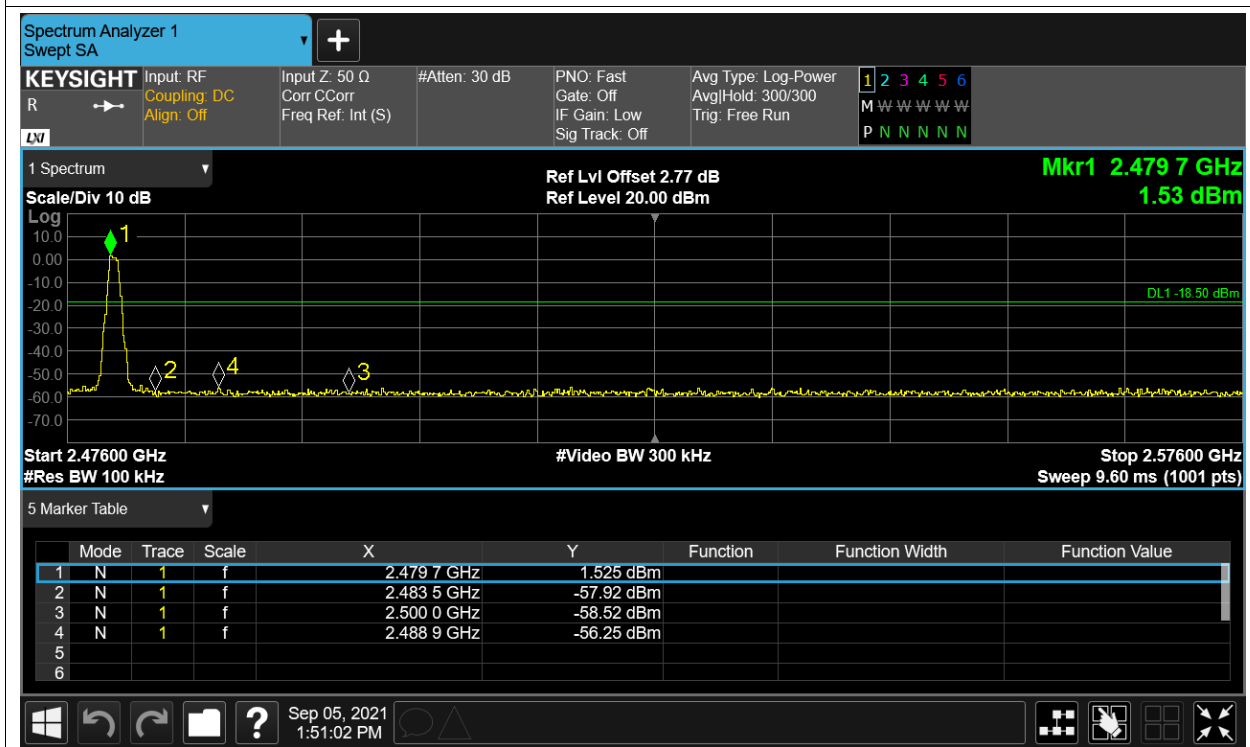 Spectrum Analyzer 1
Swept SA
KEYSIGHT
R
LXI
Input: RF
Coupling: DC
Align: Off
Input Z: 50 Ω
Corr CCorr
Freq Ref: Int (S)
#Atten: 30 dB
PNO: Fast
Gate: Off
IF Gain: Low
Sig Track: Off
Avg Type: Log-Power
Avg|Hold: 300/300
Trig: Free Run
1 2 3 4 5 6
M W W W W W
P N N N N N
1 Spectrum
Scale/Div 10 dB
Ref Lvl Offset 2.77 dB
Ref Level 20.00 dBm
Mkr1 2.479 7 GHz
1.53 dBm
Log
10.0
0.00
-10.0
-20.0
-30.0
-40.0
-50.0
-60.0
-70.0
1
2
4
3
DL1 -18.50 dBm
Start 2.47600 GHz
#Video BW 300 kHz
Stop 2.57600 GHz
#Res BW 100 kHz
Sweep 9.60 ms (1001 pts)
5 Marker Table
Mode Trace Scale X Y Function Function Width Function Value
1 N 1 f 2.479 7 GHz 1.525 dBm
2 N 1 f 2.483 5 GHz -57.92 dBm
3 N 1 f 2.500 0 GHz -58.52 dBm
4 N 1 f 2.488 9 GHz -56.25 dBm
5
6
?
Sep 05, 2021
1:51:02 PM